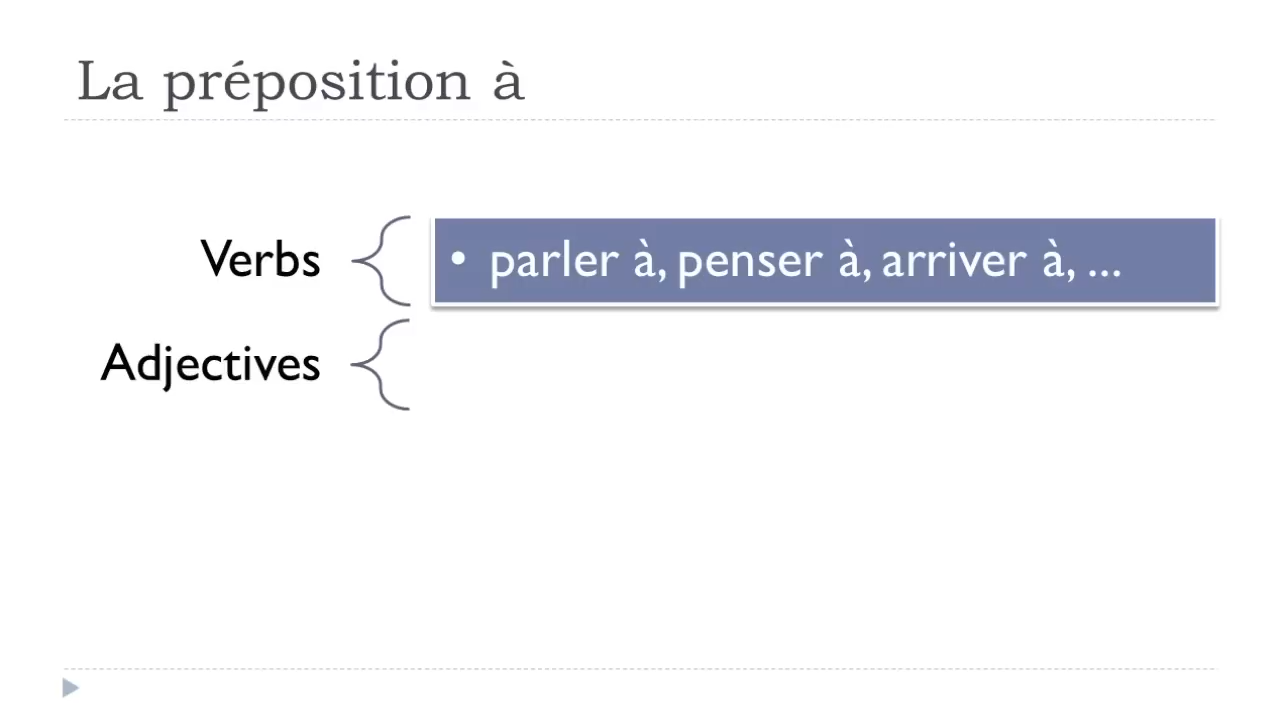 La préposition à
Verbs
• parler à, penser à, arriver à, ...
Adjectives